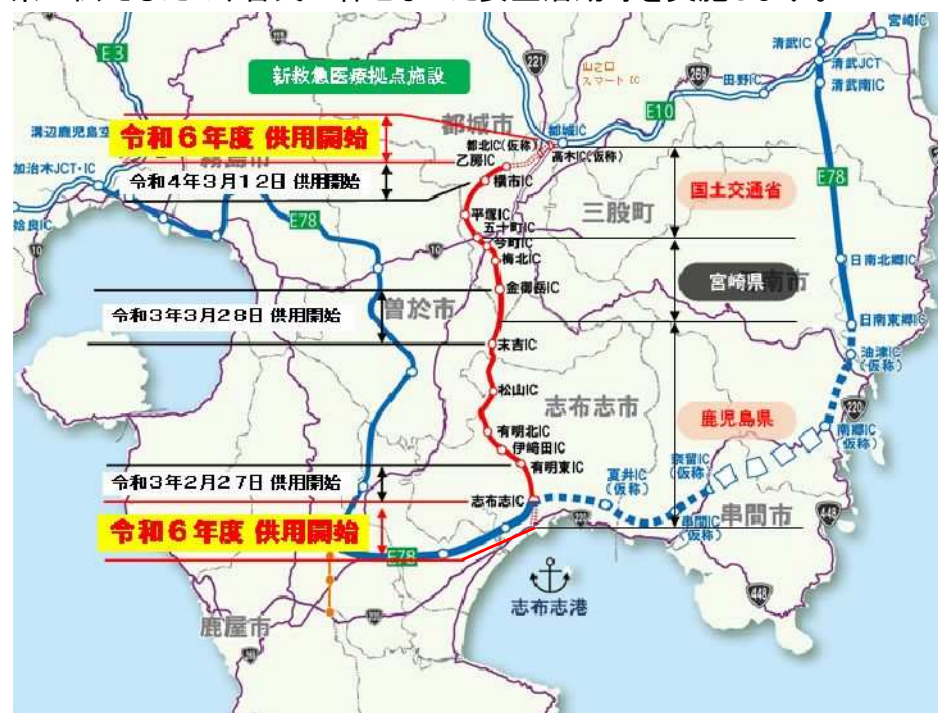 宮崎IC
清武IC
E3
221
山之口
スマートIC
269
清武JCT
新救急医療拠点施設
田野IC
清武南IC
E10
都城市
令和6年度 供用開始
都城IC
都北IC(仮称)
高木IC(仮称)
乙房IC
加治木JCT・IC
令和4年3月12日 供用開始
横市IC
国土交通省
E78
姶良IC
E78
三股町
平塚IC
五十町IC
今町IC
10
10
梅北IC
日南北郷IC
金御岳IC
宮崎県
南市
曽於市
令和3年3月28日 供用開始
日南東郷IC
末吉IC
油津IC
(仮称)
松山IC
志布志市
鹿児島県
220
有明北IC
南郷IC
(仮称)
伊崎田IC
奈留IC
(仮称)
有明東IC
夏井IC
(仮称)
令和3年2月27日 供用開始
志布志IC
串間IC
(仮称)
串間市
448
220
令和6年度 供用開始
E78
志布志港
448
220
鹿屋市